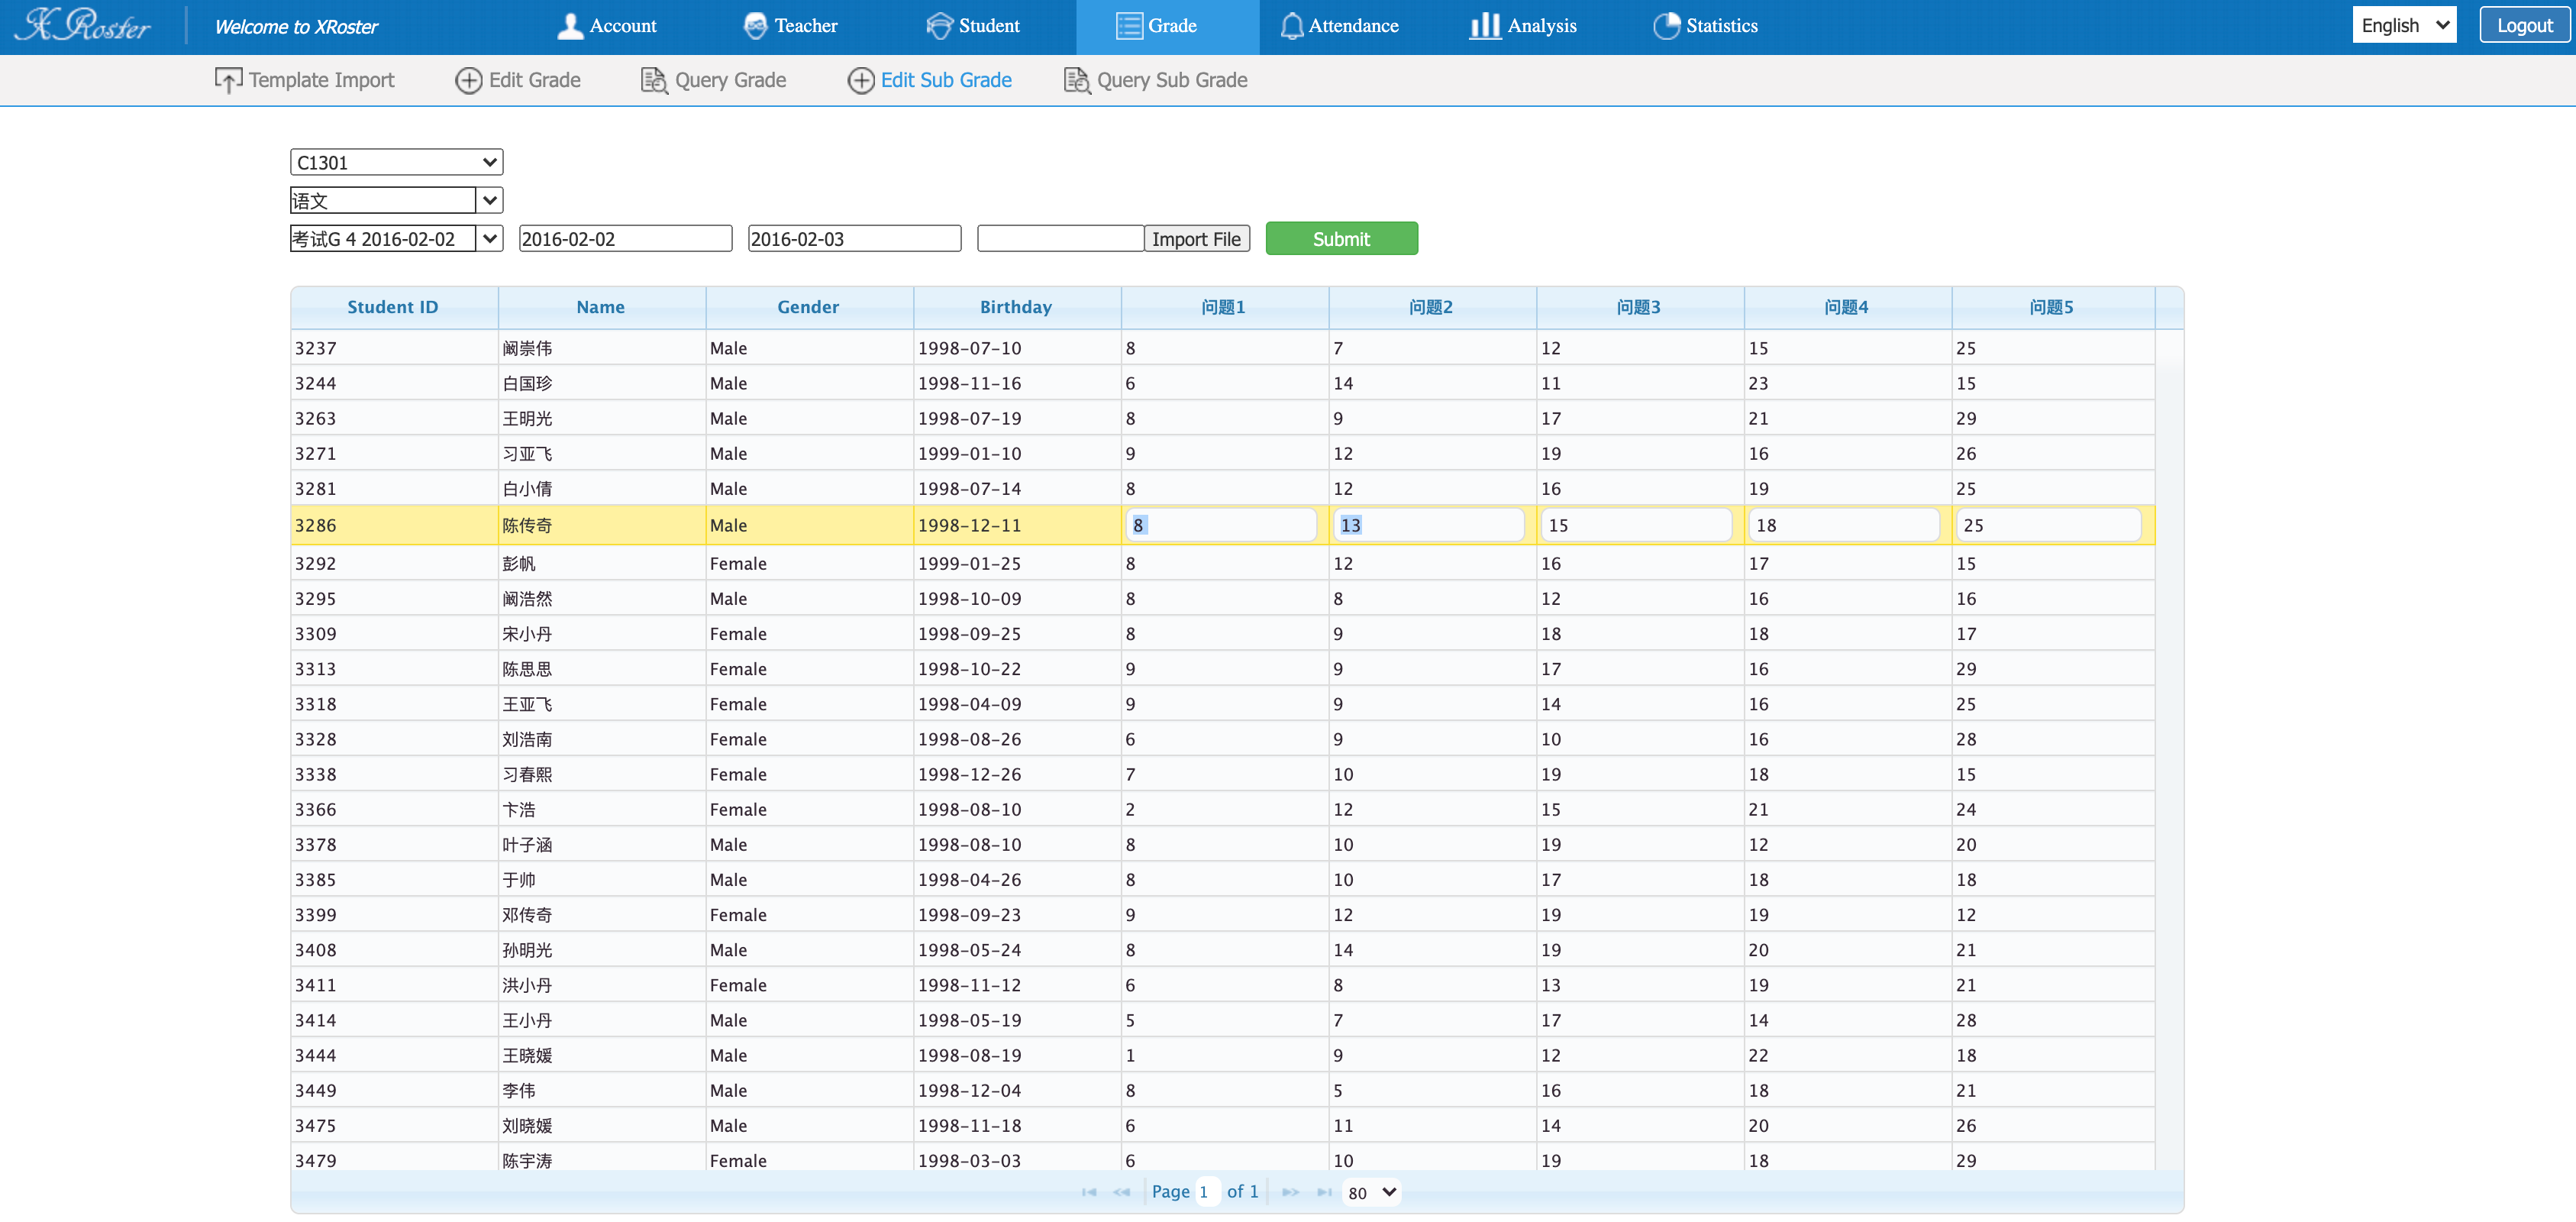 XRoster Welcome to XRoster Account Teacher Student Grade Attendance Analysis Statistics English Logout
Template Import Edit Grade Query Grade Edit Sub Grade Query Sub Grade
C1301
语文
考试G 4 2016-02-02 2016-02-02 2016-02-03 Import File Submit
Student ID Name Gender Birthday 问题1 问题2 问题3 问题4 问题5
3237 阚崇伟 Male 1998-07-10 8 7 12 15 25
3244 白国珍 Male 1998-11-16 6 14 11 23 15
3263 王明光 Male 1998-07-19 8 9 17 21 29
3271 习亚飞 Male 1999-01-10 9 12 19 16 26
3281 白小倩 Male 1998-07-14 8 12 16 19 25
3286 陈传奇 Male 1998-12-11 8 13 15 18 25
3292 彭帆 Female 1999-01-25 8 12 16 17 15
3295 阚浩然 Male 1998-10-09 8 8 12 16 16
3309 宋小丹 Female 1998-09-25 8 9 18 18 17
3313 陈思思 Female 1998-10-22 9 9 17 16 29
3318 王亚飞 Female 1998-04-09 9 9 14 16 25
3328 刘浩南 Female 1998-08-26 6 9 10 16 28
3338 习春熙 Female 1998-12-26 7 10 19 18 15
3366 卞浩 Female 1998-08-10 2 12 15 21 24
3378 叶子涵 Male 1998-08-10 8 10 19 12 20
3385 于帅 Male 1998-04-26 8 10 17 18 18
3399 邓传奇 Female 1998-09-23 9 12 19 19 12
3408 孙明光 Male 1998-05-24 8 14 19 20 21
3411 洪小丹 Female 1998-11-12 6 8 13 19 21
3414 王小丹 Male 1998-05-19 5 7 17 14 28
3444 王晓媛 Male 1998-08-19 1 9 12 22 18
3449 李伟 Male 1998-12-04 8 5 16 18 21
3475 刘晓媛 Male 1998-11-18 6 11 14 20 26
3479 陈宇涛 Female 1998-03-03 6 10 19 18 29
Page 1 of 1 80